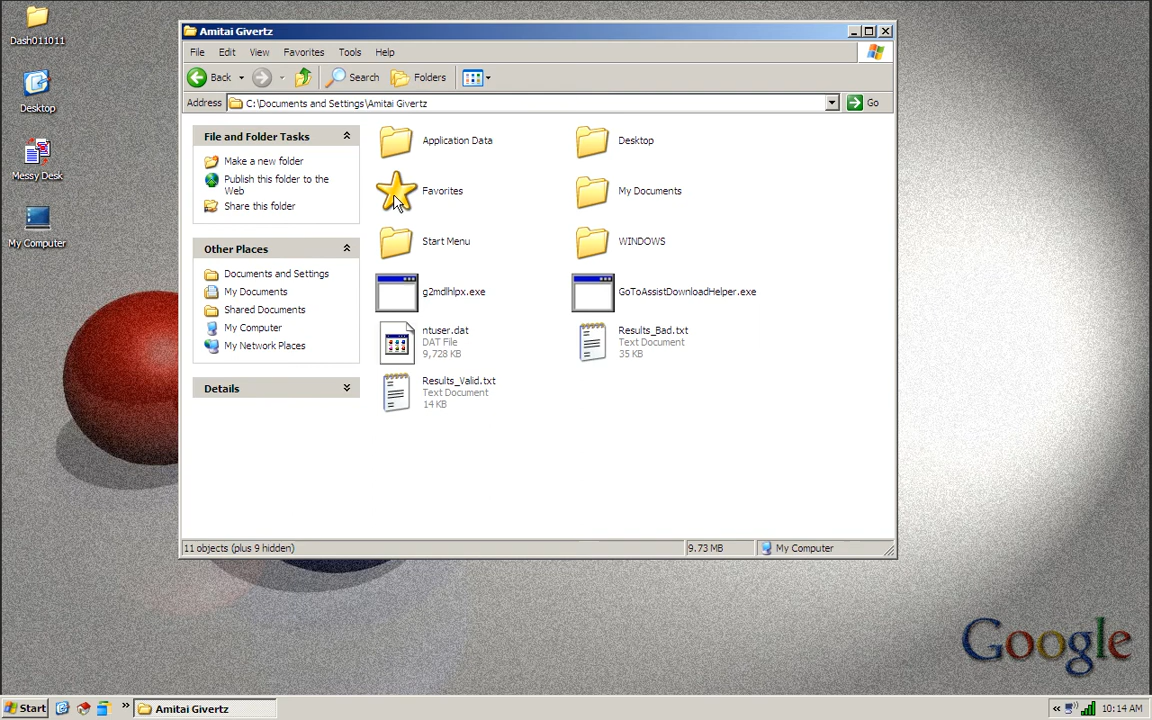 Dash011011
Desktop
Messy Desk
My Computer
Amitai Givertz
File Edit View Favorites Tools Help
Back Search Folders
Address C:\Documents and Settings\Amitai Givertz Go
File and Folder Tasks
Make a new folder
Publish this folder to the
Web
Share this folder
Other Places
Documents and Settings
My Documents
Shared Documents
My Computer
My Network Places
Details
Application Data
Desktop
Favorites
My Documents
Start Menu
WINDOWS
g2mdlhlpx.exe
GoToAssistDownloadHelper.exe
ntuser.dat
DAT File
9,728 KB
Results_Bad.txt
Text Document
35 KB
Results_Valid.txt
Text Document
14 KB
11 objects (plus 9 hidden) 9.73 MB My Computer
Google
Start Amitai Givertz 10:14 AM